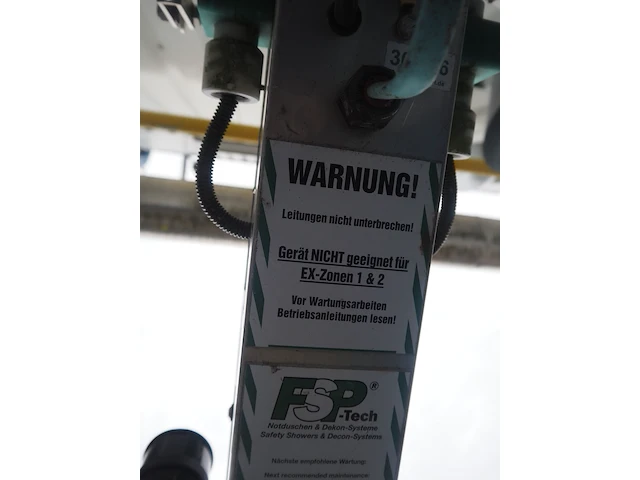 WARNUNG!
Leitungen nicht unterbrechen!
Gerät NICHT geeignet für
EX-Zonen 1 & 2
Vor Wartungsarbeiten
Betriebsanleitungen lesen!
FSP®
-Tech
Notduschen & Dekon-Systeme
Safety Showers & Decon-Systems
Nächste empfohlene Wartung:
Next recommended maintenance: